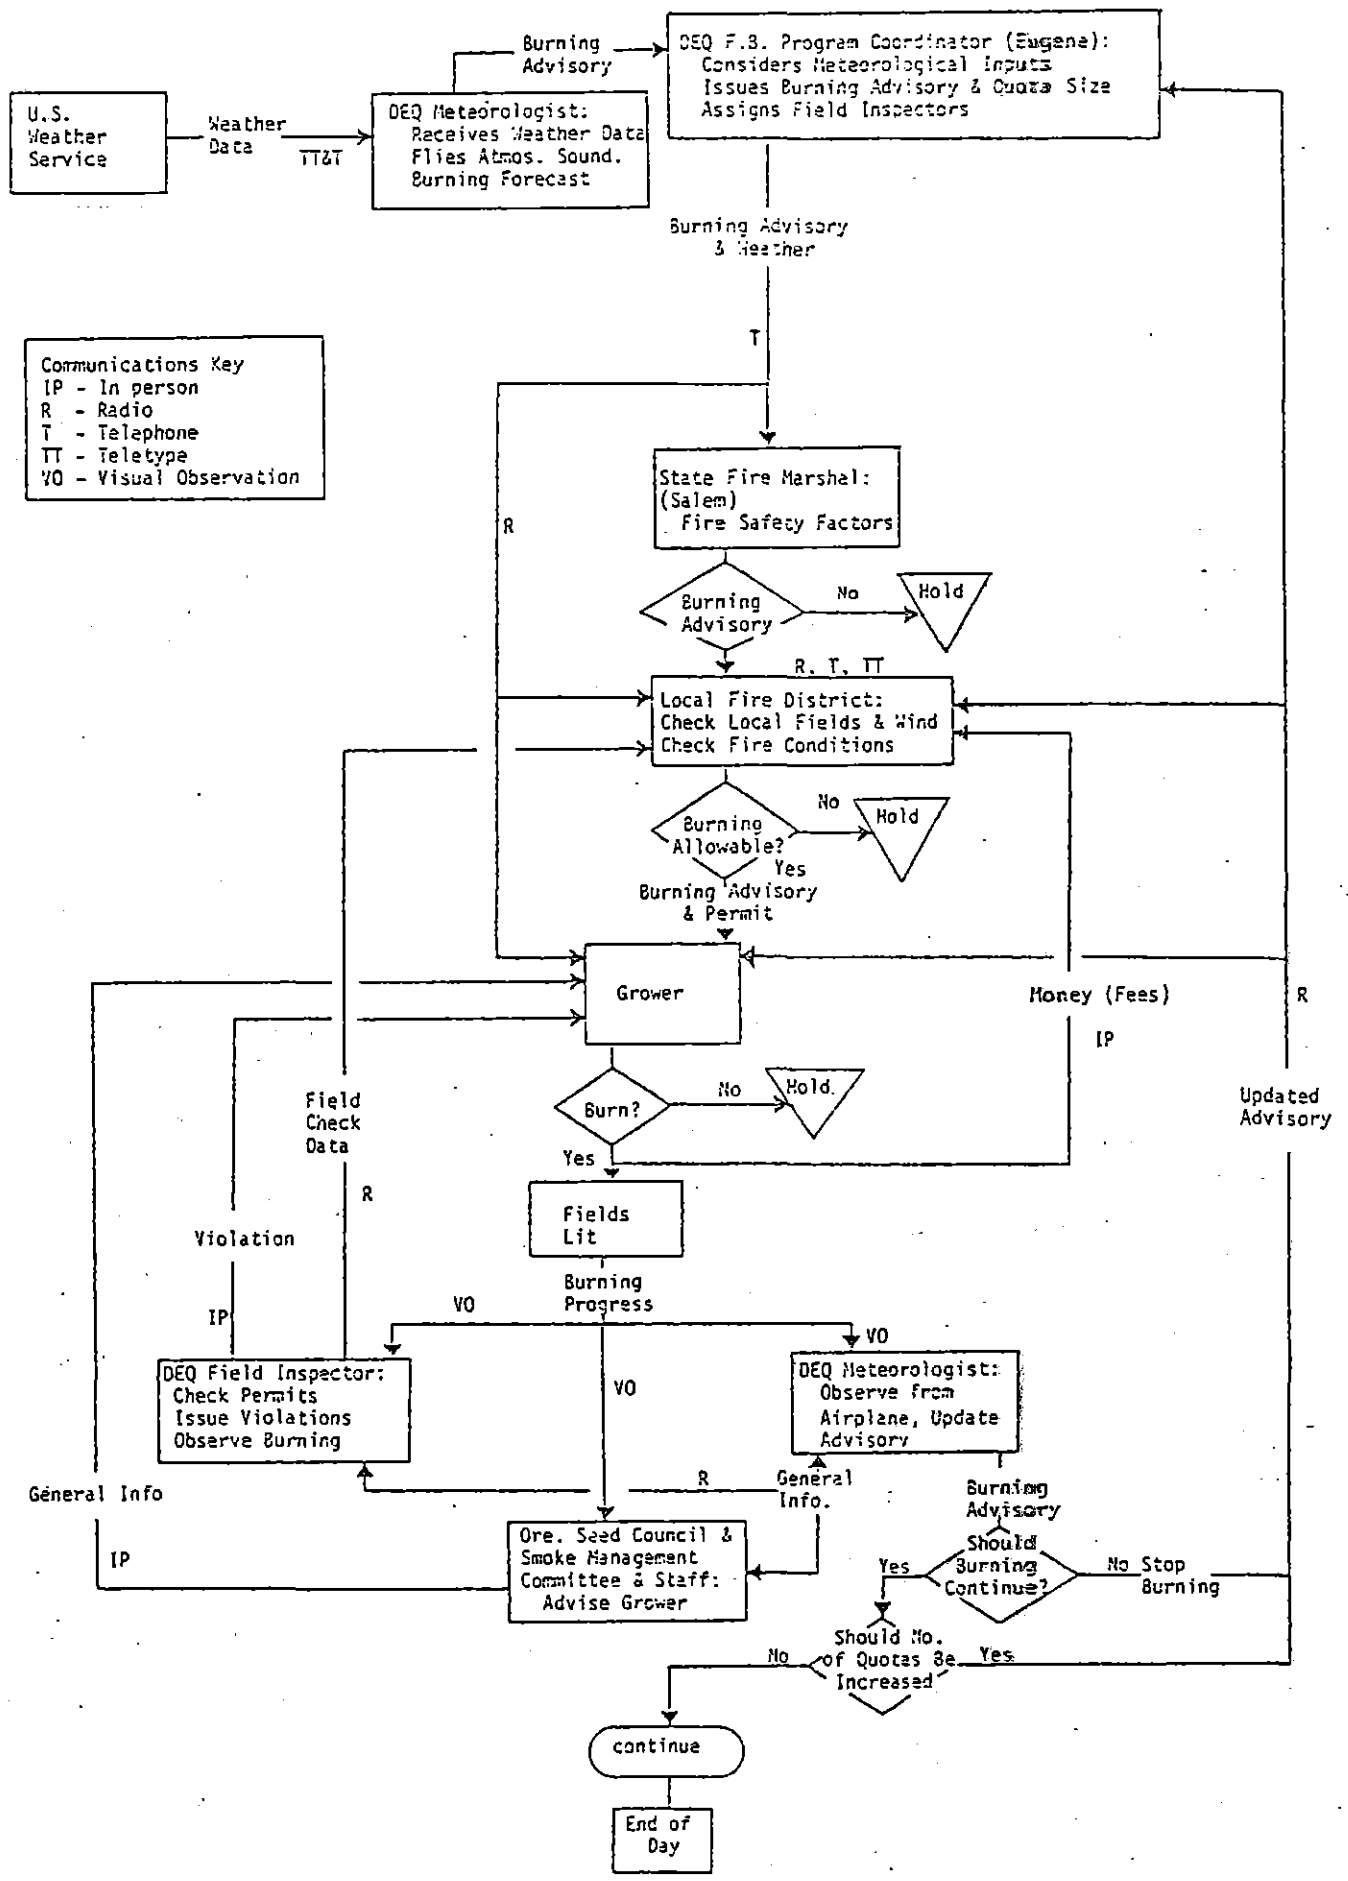 Burning
Advisory
DEQ F.B. Program Coordinator (Eugene):
Considers Meteorological Inputs
Issues Burning Advisory & Quota Size
Assigns Field Inspectors
U.S.
Weather
Service
Weather
Data
TT&T
DEQ Meteorologist:
Receives Weather Data
Flies Atmos. Sound.
Burning Forecast
Burning Advisory
& Weather
T
Communications Key
IP - In person
R - Radio
T - Telephone
TT - Teletype
VO - Visual Observation
State Fire Marshal:
(Salem)
Fire Safety Factors
R
Burning
Advisory
No
Hold
R, T, TT
Local Fire District:
Check Local Fields & Wind
Check Fire Conditions
Burning
Allowable?
No
Hold
Yes
Burning Advisory
& Permit
Grower
Money (Fees)
IP
R
Updated
Advisory
Burn?
No
Hold.
Yes
Field
Check
Data
R
Violation
IP
Fields
Lit
Burning
Progress
VO
VO
VO
DEQ Field Inspector:
Check Permits
Issue Violations
Observe Burning
DEQ Meteorologist:
Observe from
Airplane, Update
Advisory
R
General
Info.
General Info
IP
Ore. Seed Council &
Smoke Management
Committee & Staff:
Advise Grower
Burning
Advisory
Should
Burning
Continue?
Yes
No Stop
Burning
Should No.
of Quotas Be
Increased
No
Yes
continue
End of
Day